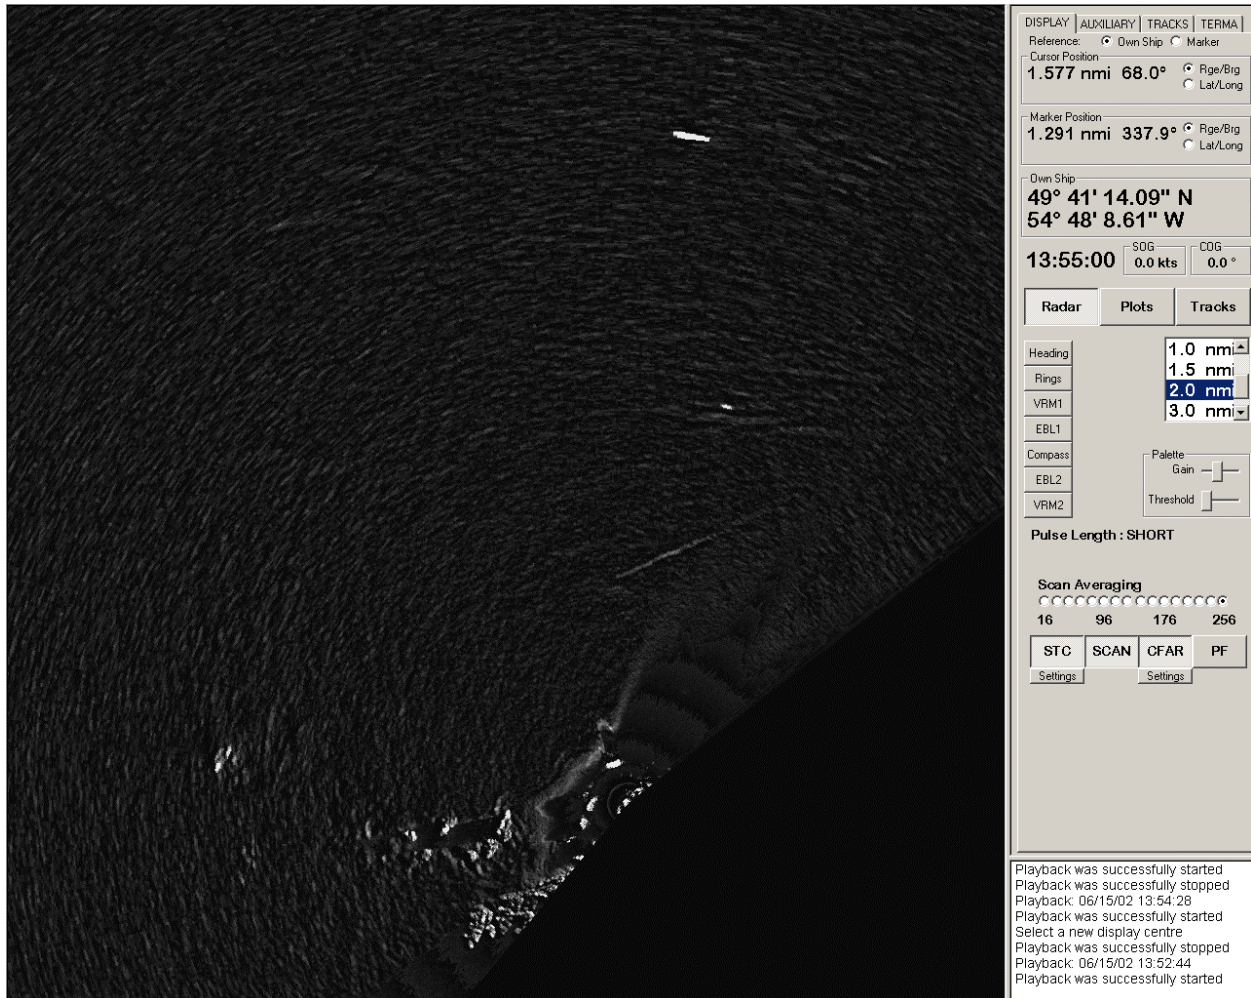 DISPLAY AUXILIARY TRACKS TERMA
Reference: Own Ship Marker
Cursor Position
1.577 nmi 68.0° Rge/Brg
Lat/Long
Marker Position
1.291 nmi 337.9° Rge/Brg
Lat/Long
Own Ship
49° 41' 14.09" N
54° 48' 8.61" W
13:55:00
SOG
0.0 kts
COG
0.0 °
Radar Plots Tracks
Heading
Rings
VRM1
EBL1
Compass
EBL2
VRM2
1.0 nmi
1.5 nmi
2.0 nmi
3.0 nmi
Palette
Gain
Threshold
Pulse Length : SHORT
Scan Averaging
16 96 176 256
STC SCAN CFAR PF
Settings Settings
Playback was successfully started
Playback was successfully stopped
Playback: 06/15/02 13:54:28
Playback was successfully started
Select a new display centre
Playback was successfully stopped
Playback: 06/15/02 13:52:44
Playback was successfully started